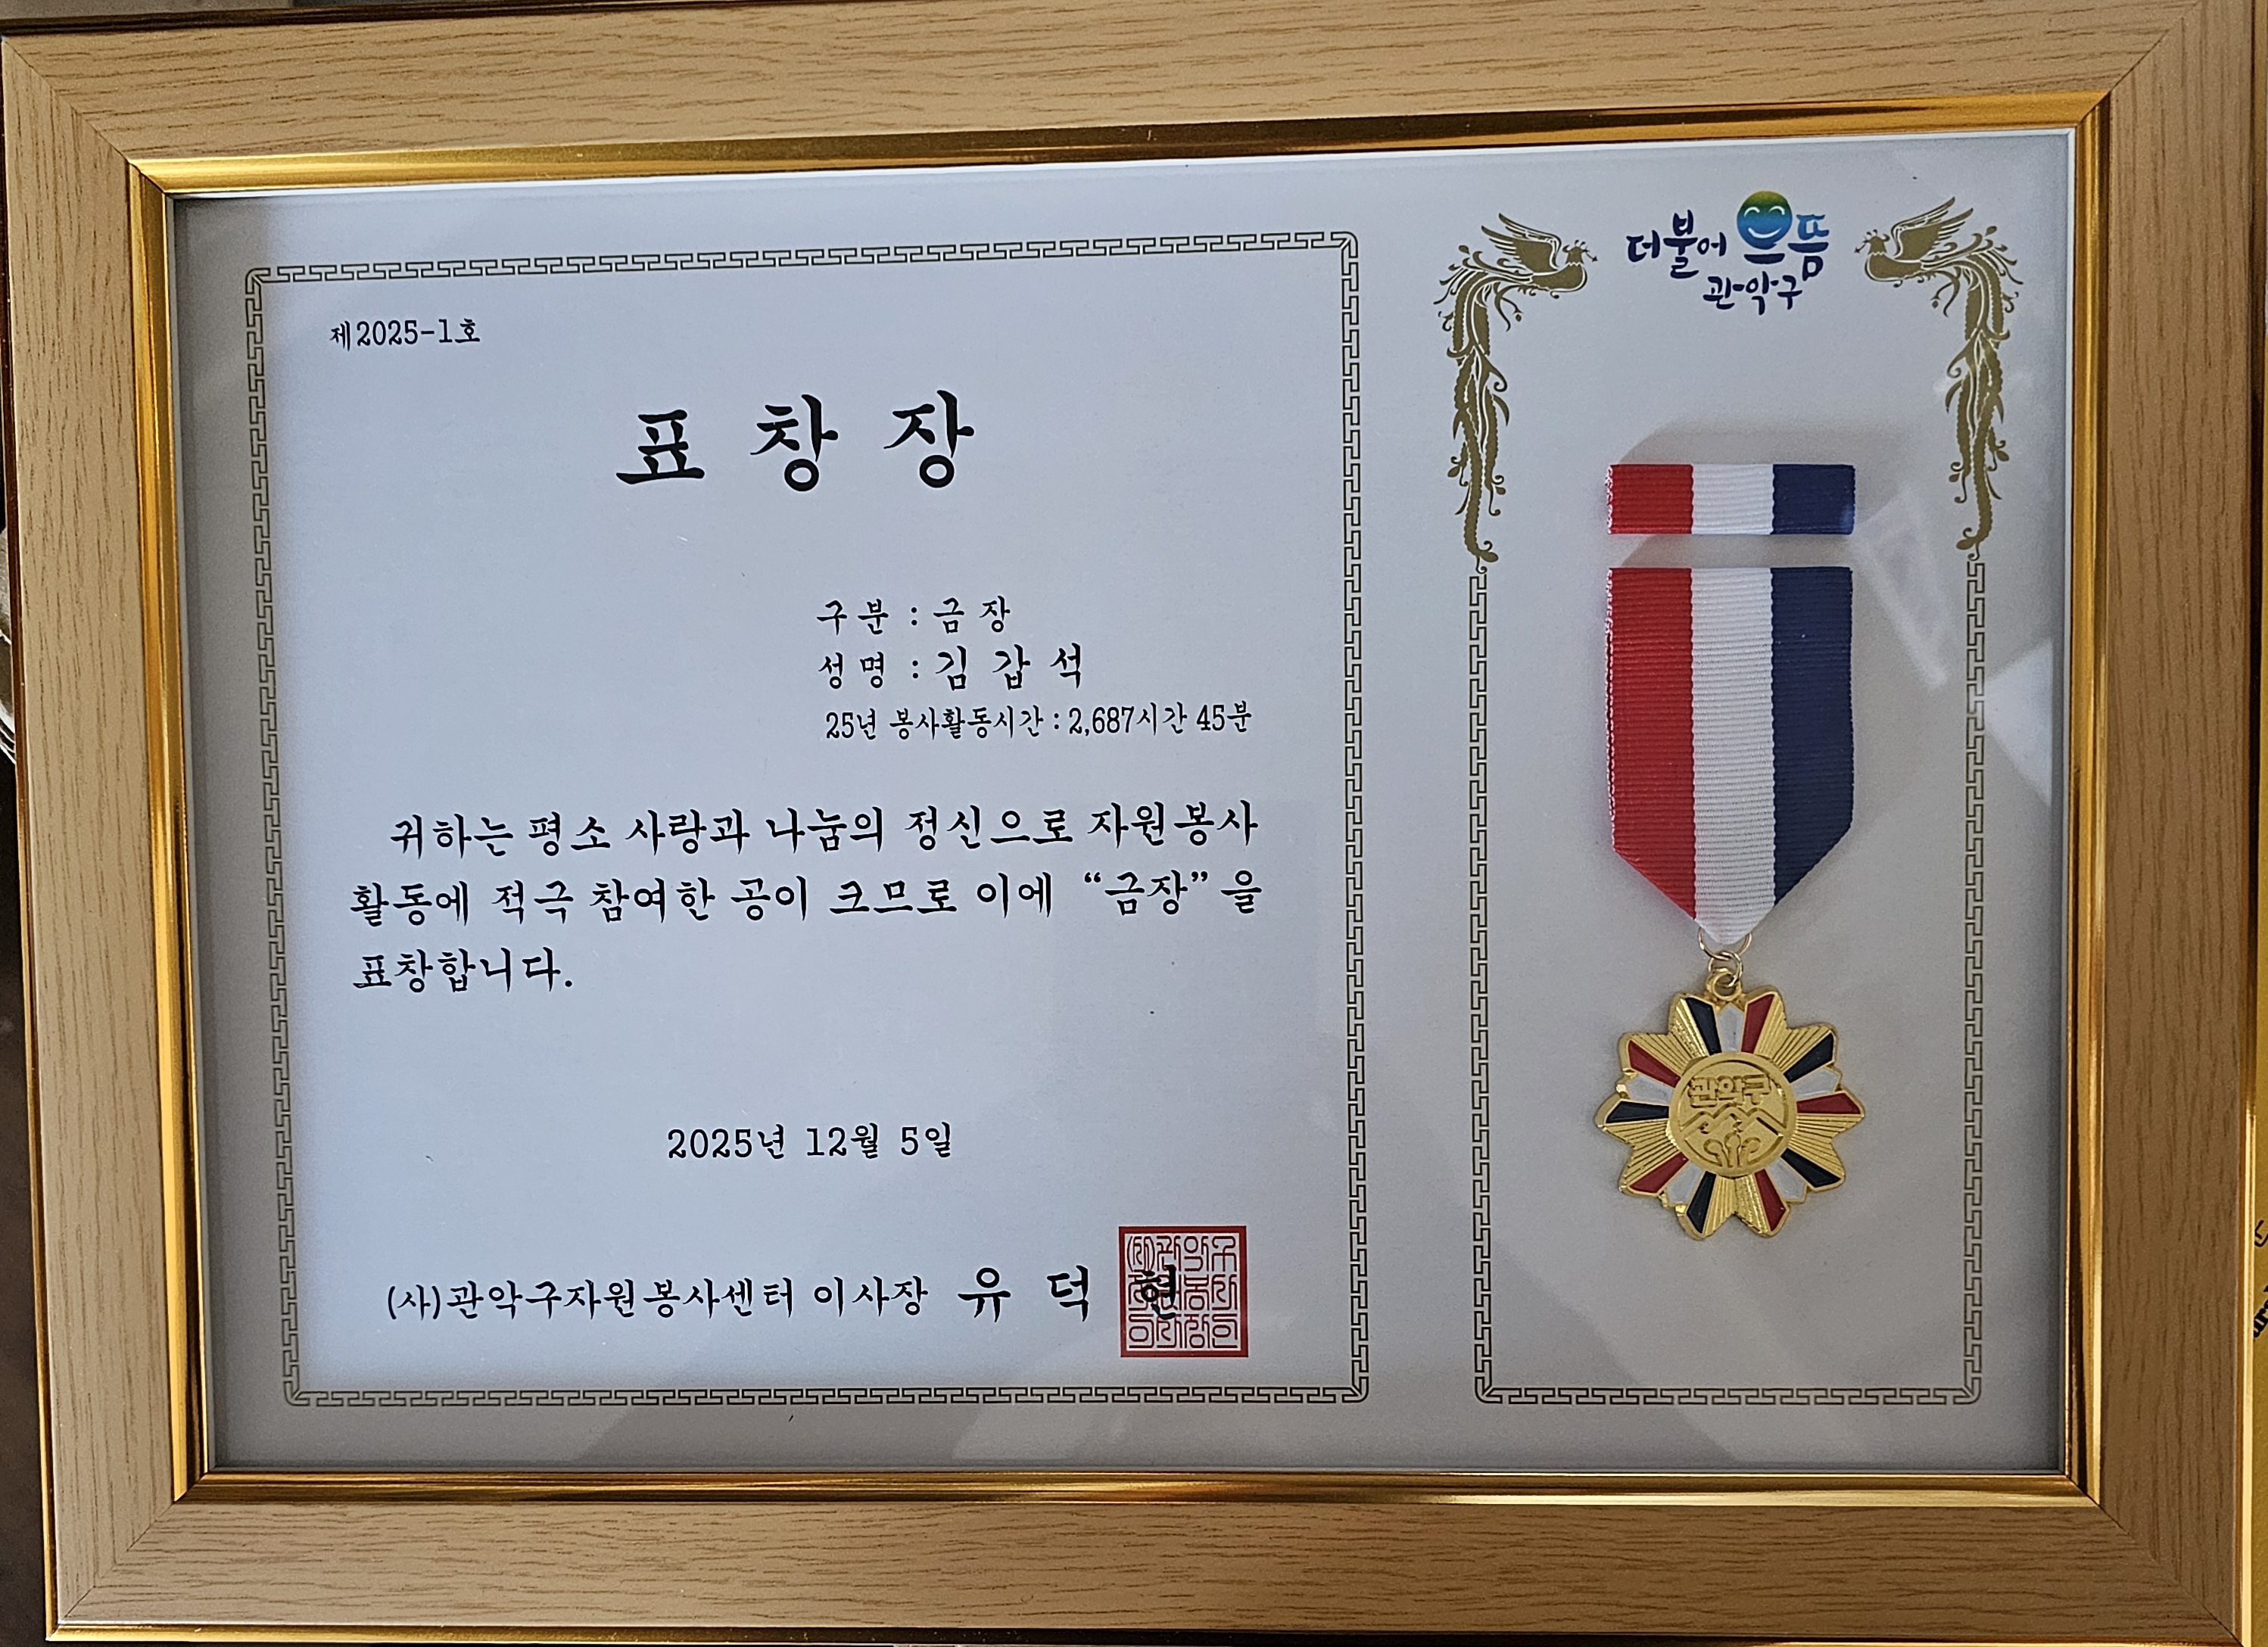 제2025-1호
표 창 장
구 분 : 금 장
성 명 : 김 갑 석
25년 봉사활동시간 : 2,687시간 45분
귀하는 평소 사랑과 나눔의 정신으로 자원봉사
활동에 적극 참여한 공이 크므로 이에 “금장”을
표창합니다.
2025년 12월 5일
(사)관악구자원봉사센터 이사장 유 덕 현
더불어 으뜸
관악구
관악구